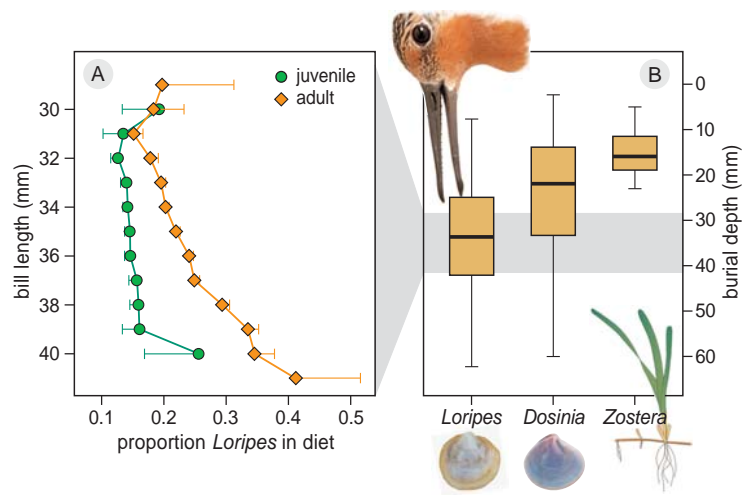 A
juvenile
adult
30
32
34
36
38
40
bill length (mm)
0.1 0.2 0.3 0.4 0.5
proportion Loripes in diet
B
0
10
20
30
40
50
60
burial depth (mm)
Loripes Dosinia Zostera